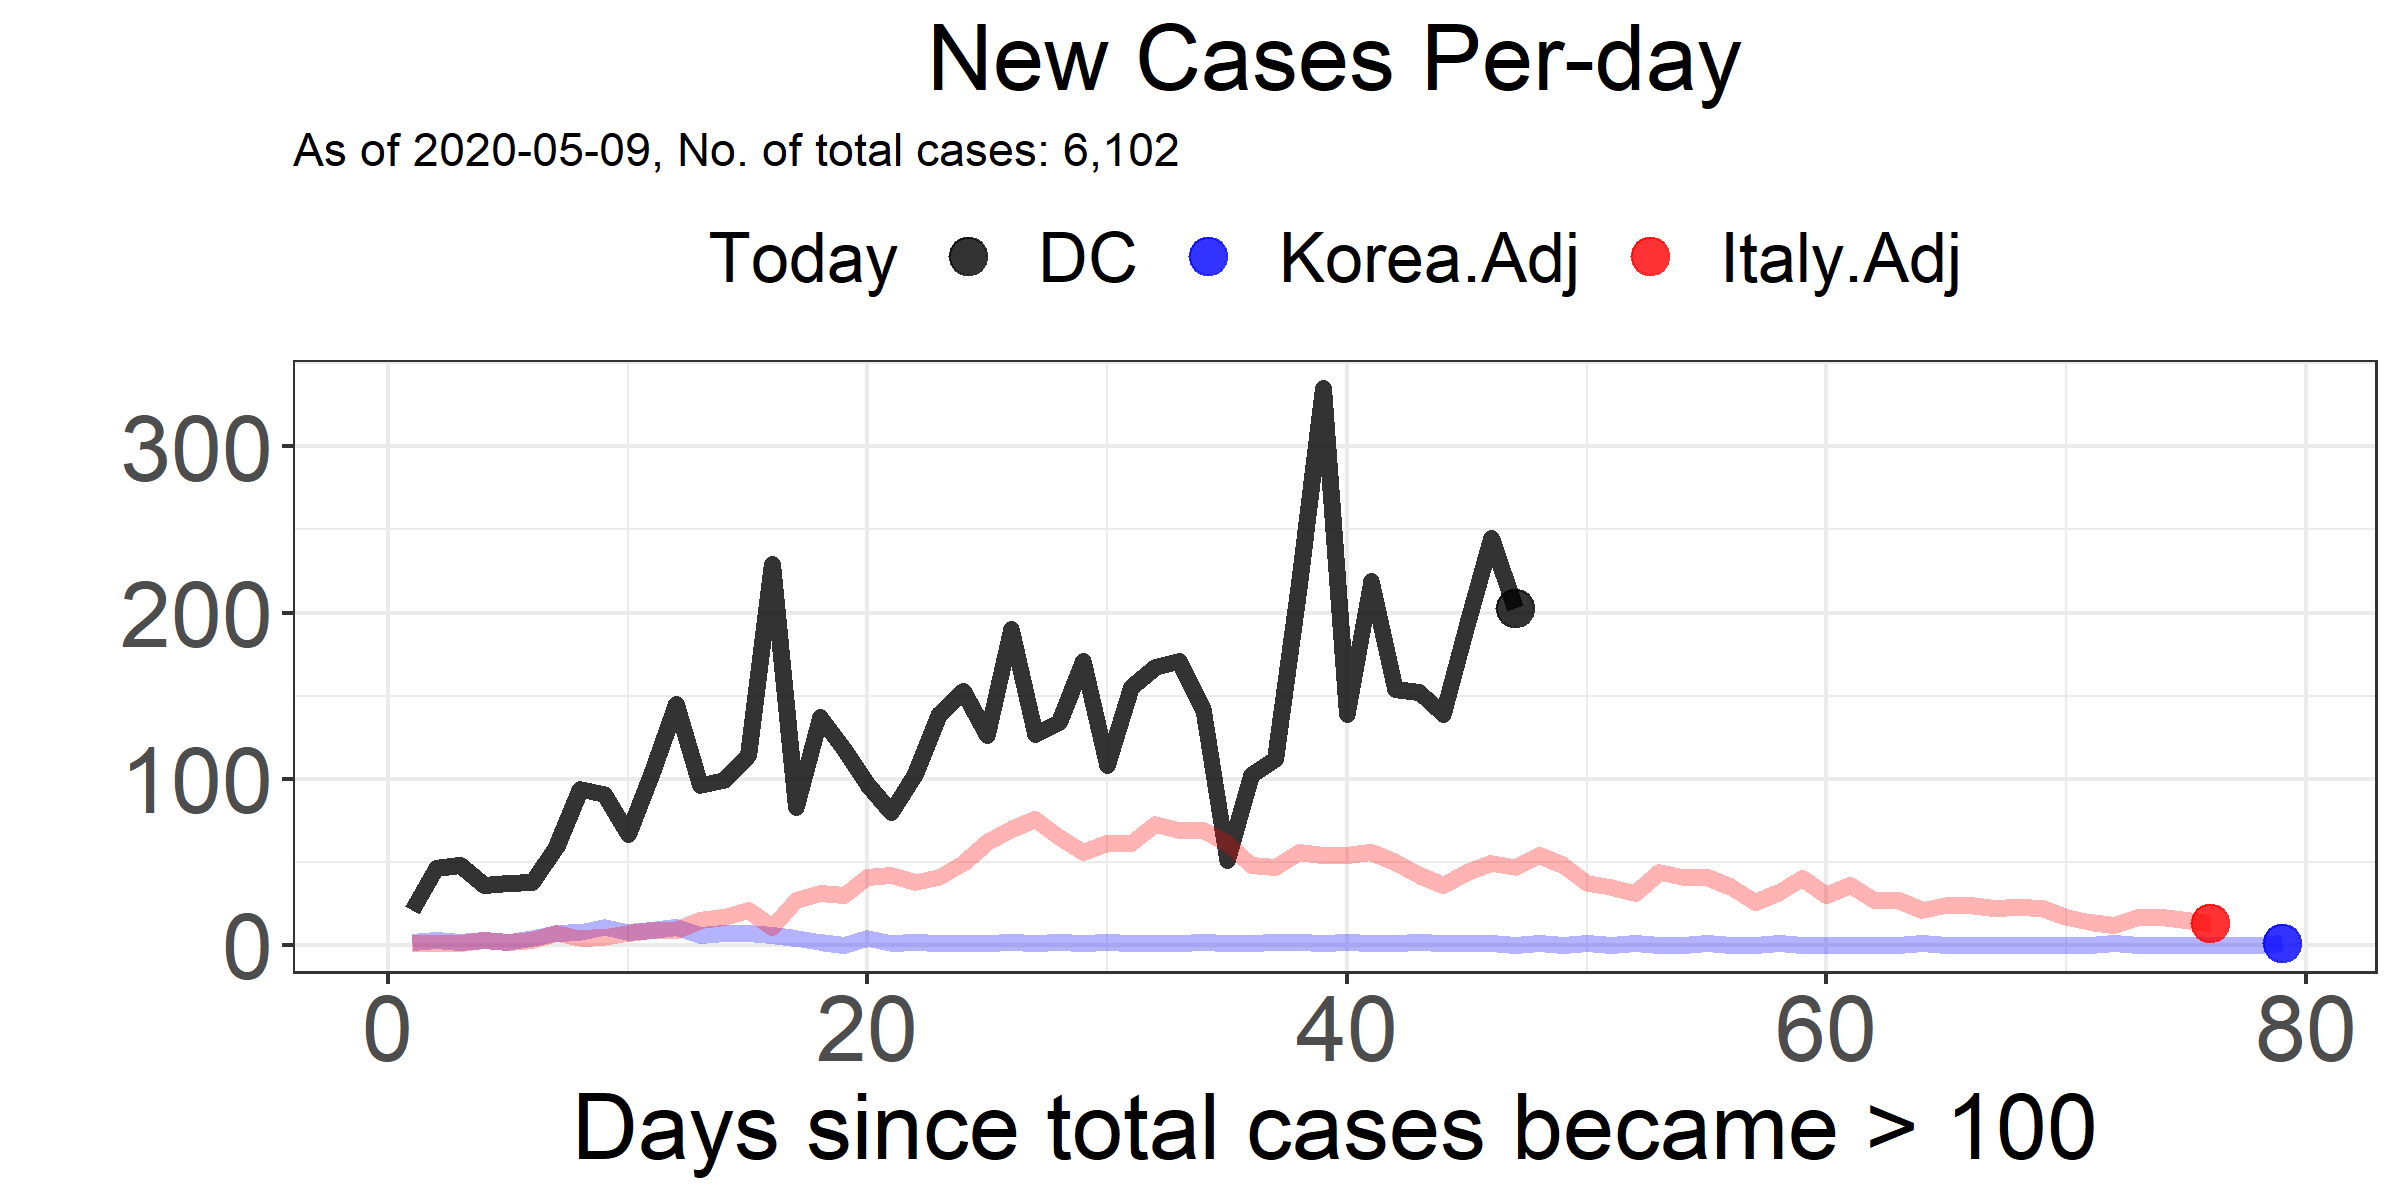 New Cases Per-day
As of 2020-05-09, No. of total cases: 6,102
Today DC Korea.Adj Italy.Adj
300
200
100
0
0 20 40 60 80
Days since total cases became > 100